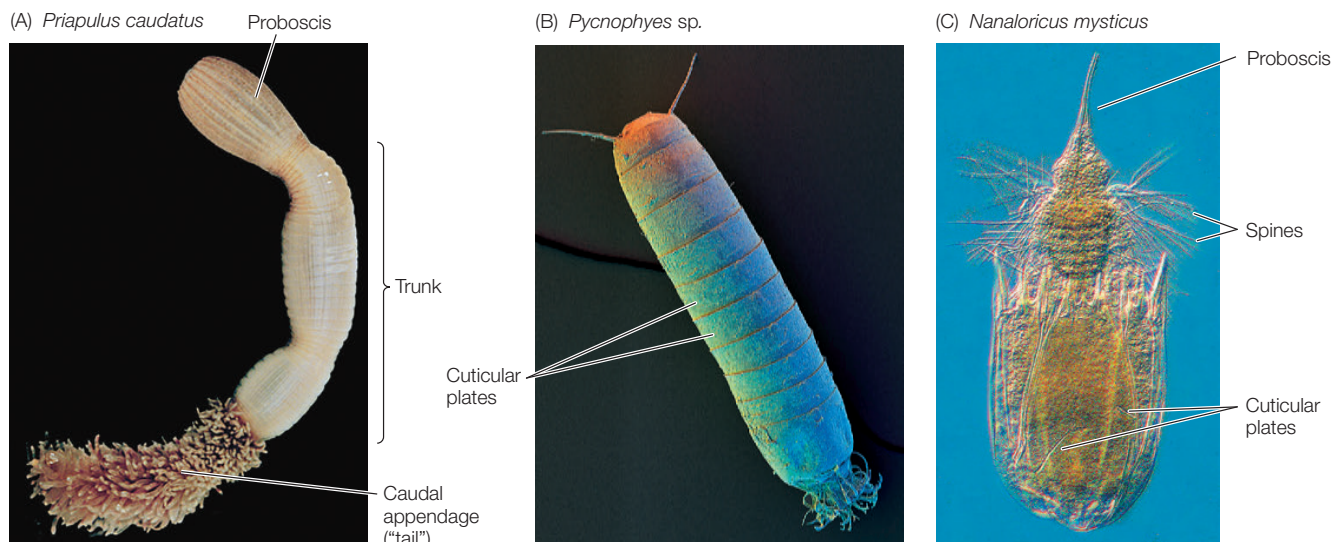 (A) Priapulus caudatus
Proboscis
Trunk
Caudal
appendage
(“tail”)
(B) Pycnophyes sp.
Cuticular
plates
(C) Nanaloricus mysticus
Proboscis
Spines
Cuticular
plates